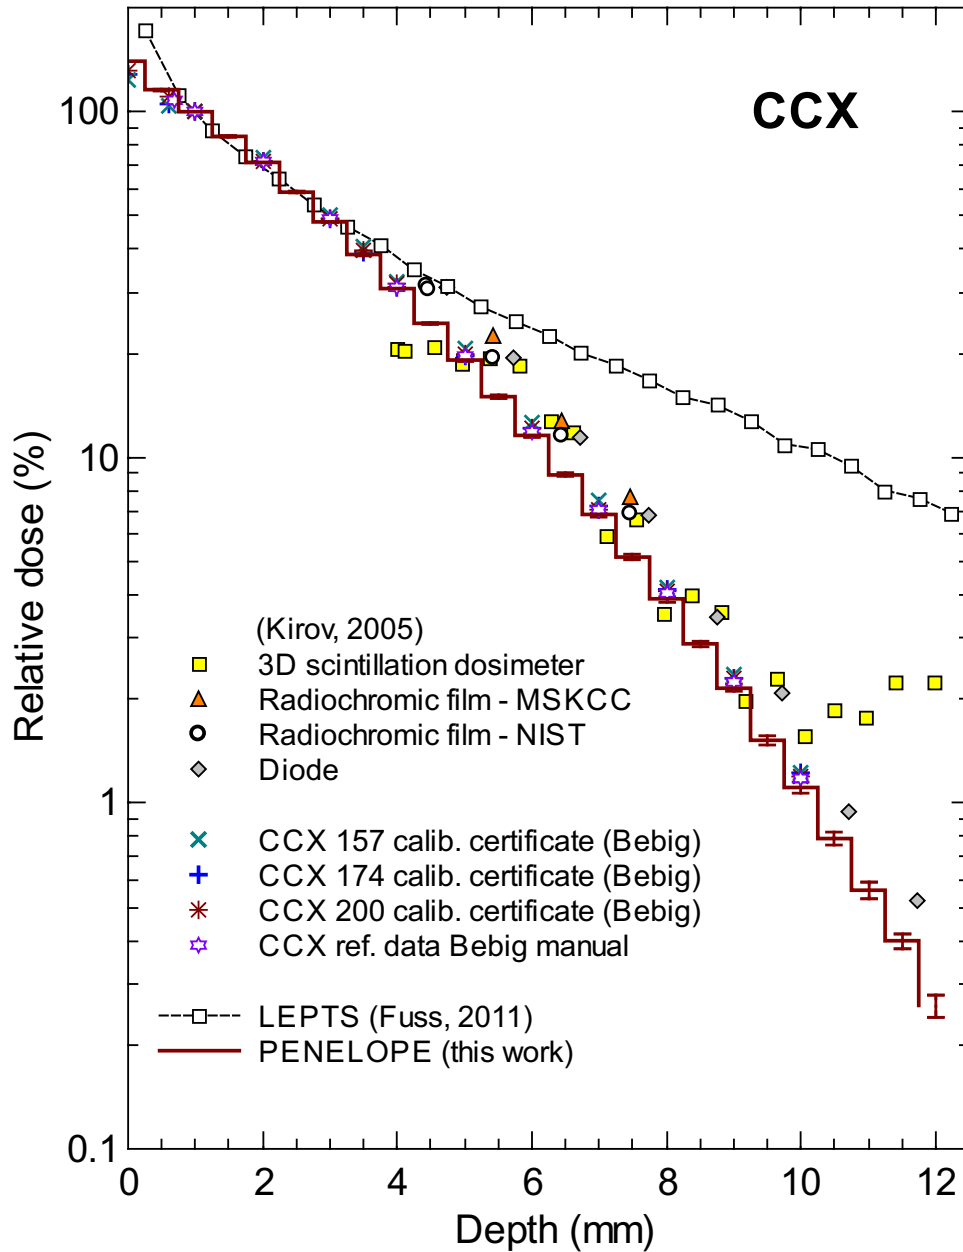 CCX
100
10
1
0.1
Relative dose (%)
(Kirov, 2005)
3D scintillation dosimeter
Radiochromic film - MSKCC
Radiochromic film - NIST
Diode
CCX 157 calib. certificate (Bebig)
CCX 174 calib. certificate (Bebig)
CCX 200 calib. certificate (Bebig)
CCX ref. data Bebig manual
LEPTS (Fuss, 2011)
PENELOPE (this work)
0 2 4 6 8 10 12
Depth (mm)